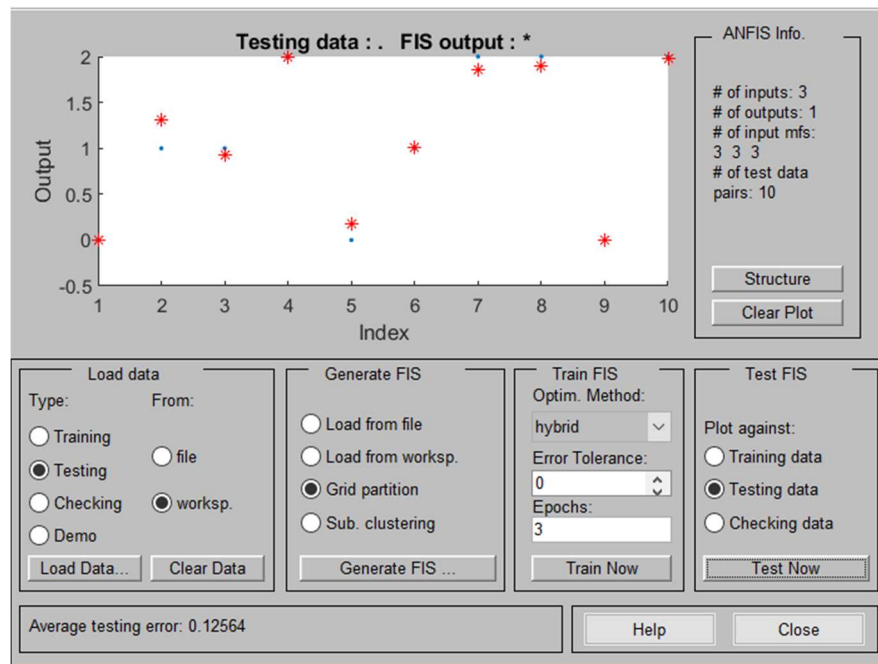 Testing data : .   FIS output : *
2
1.5
1
0.5
0
-0.5
Output
1 2 3 4 5 6 7 8 9 10
Index
ANFIS Info.
# of inputs: 3
# of outputs: 1
# of input mfs:
3 3 3
# of test data
pairs: 10
Structure
Clear Plot
Load data
Type:
From:
Training
Testing
Checking
Demo
file
worksp.
Load Data...
Clear Data
Generate FIS
Load from file
Load from worksp.
Grid partition
Sub. clustering
Generate FIS ...
Train FIS
Optim. Method:
hybrid
Error Tolerance:
0
Epochs:
3
Train Now
Test FIS
Plot against:
Training data
Testing data
Checking data
Test Now
Average testing error: 0.12564
Help
Close